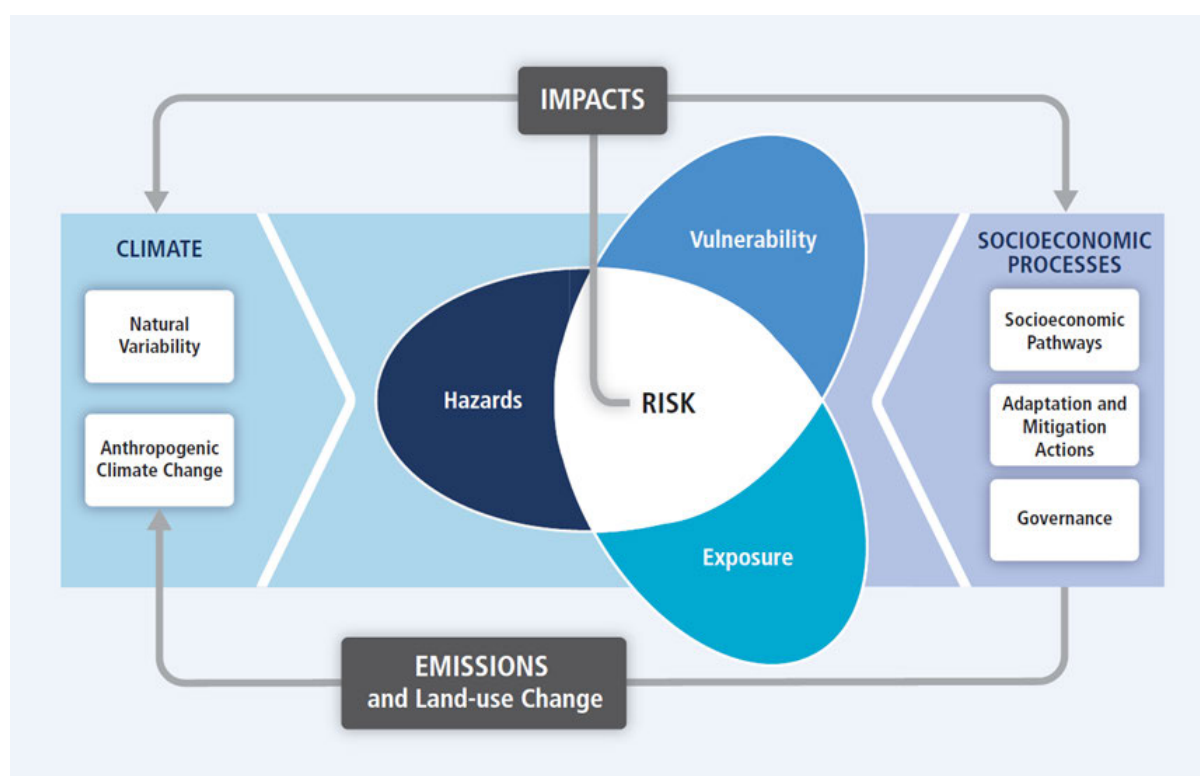 IMPACTS
CLIMATE
Natural
Variability
Anthropogenic
Climate Change
Vulnerability
Hazards
RISK
Exposure
SOCIOECONOMIC
PROCESSES
Socioeconomic
Pathways
Adaptation and
Mitigation
Actions
Governance
EMISSIONS
and Land-use Change